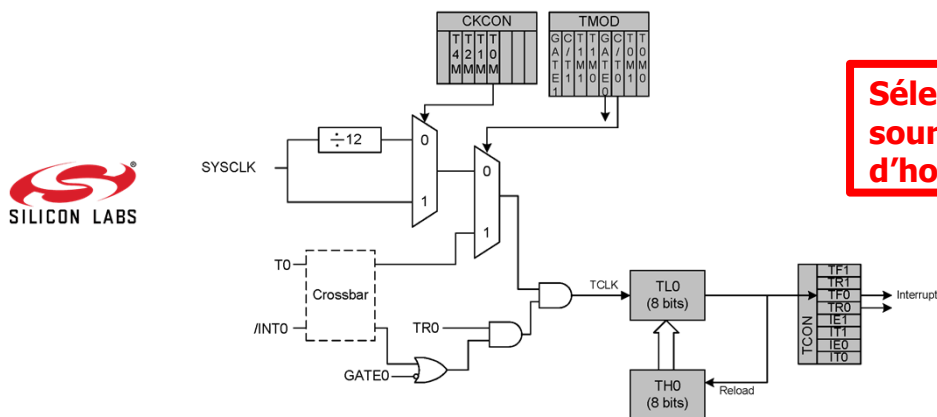 CKCON
T4M
T2M
T1M
T0M
TMOD
GATE1
C/T1
T1M1
T1M0
GATE0
C/T0
T0M1
T0M0
÷12
0
1
SYSCLK
0
1
SILICON LABS
T0
Crossbar
/INT0
TR0
GATE0
TCLK
TL0
(8 bits)
TH0
(8 bits)
Reload
TCON
TF1
TR1
TF0
TR0
IE1
IT1
IE0
IT0
Interrupt
d'ho